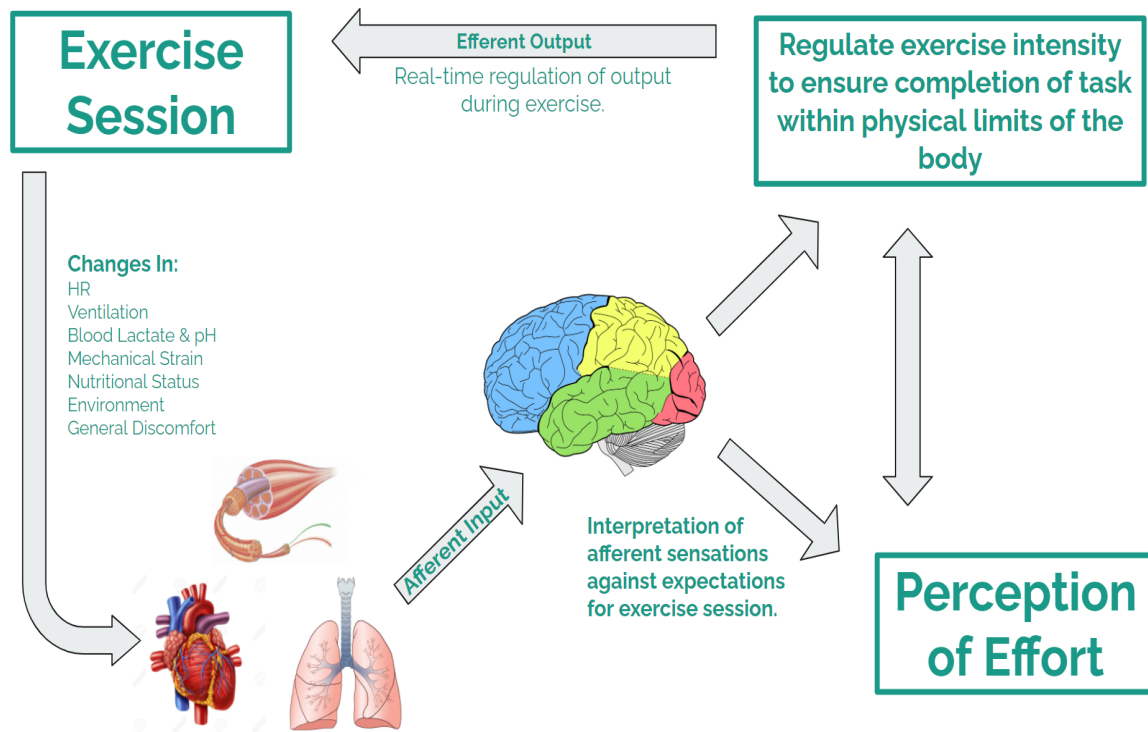 Exercise
Session
Efferent Output
Real-time regulation of output
during exercise.
Regulate exercise intensity
to ensure completion of task
within physical limits of the
body
Changes In:
HR
Ventilation
Blood Lactate & pH
Mechanical Strain
Nutritional Status
Environment
General Discomfort
Afferent Input
Interpretation of
afferent sensations
against expectations
for exercise session.
Perception
of Effort